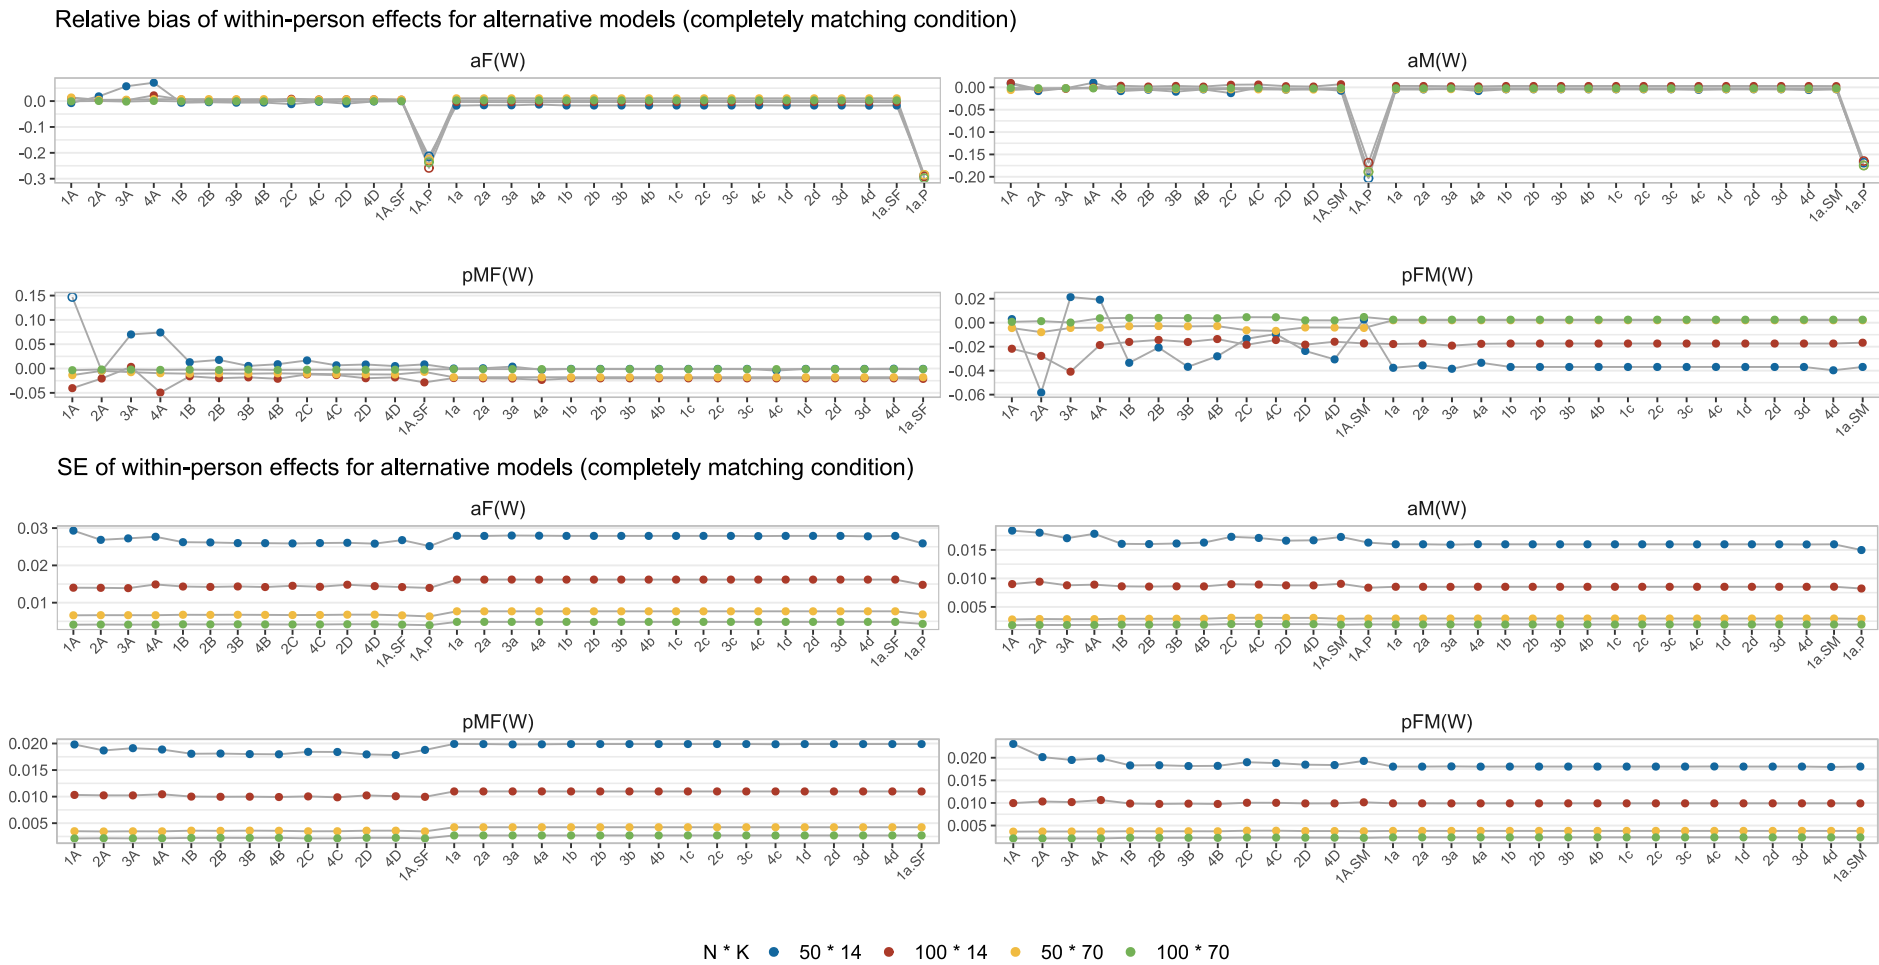 Relative bias of within-person effects for alternative models (completely matching condition)
aF(W)
0.0
-0.1
-0.2
-0.3
1A 2A 3A 4A 1B 2B 3B 4B 2C 4C 2D 4D 1A.SF 1A.P 1a 2a 3a 4a 1b 2b 3b 4b 1c 2c 3c 4c 1d 2d 3d 4d 1a.SF 1a.P
aM(W)
0.00
-0.05
-0.10
-0.15
-0.20
1A 2A 3A 4A 1B 2B 3B 4B 2C 4C 2D 4D 1A.SM 1A.P 1a 2a 3a 4a 1b 2b 3b 4b 1c 2c 3c 4c 1d 2d 3d 4d 1a.SM 1a.P
pMF(W)
0.15
0.10
0.05
0.00
-0.05
1A 2A 3A 4A 1B 2B 3B 4B 2C 4C 2D 4D 1A.SF 1a 2a 3a 4a 1b 2b 3b 4b 1c 2c 3c 4c 1d 2d 3d 4d 1a.SF
pFM(W)
0.02
0.00
-0.02
-0.04
-0.06
1A 2A 3A 4A 1B 2B 3B 4B 2C 4C 2D 4D 1A.SM 1a 2a 3a 4a 1b 2b 3b 4b 1c 2c 3c 4c 1d 2d 3d 4d 1a.SM
SE of within-person effects for alternative models (completely matching condition)
aF(W)
0.03
0.02
0.01
1A 2A 3A 4A 1B 2B 3B 4B 2C 4C 2D 4D 1A.SF 1A.P 1a 2a 3a 4a 1b 2b 3b 4b 1c 2c 3c 4c 1d 2d 3d 4d 1a.SF 1a.P
aM(W)
0.015
0.010
0.005
1A 2A 3A 4A 1B 2B 3B 4B 2C 4C 2D 4D 1A.SM 1A.P 1a 2a 3a 4a 1b 2b 3b 4b 1c 2c 3c 4c 1d 2d 3d 4d 1a.SM 1a.P
pMF(W)
0.020
0.015
0.010
0.005
1A 2A 3A 4A 1B 2B 3B 4B 2C 4C 2D 4D 1A.SF 1a 2a 3a 4a 1b 2b 3b 4b 1c 2c 3c 4c 1d 2d 3d 4d 1a.SF
pFM(W)
0.020
0.015
0.010
0.005
1A 2A 3A 4A 1B 2B 3B 4B 2C 4C 2D 4D 1A.SM 1a 2a 3a 4a 1b 2b 3b 4b 1c 2c 3c 4c 1d 2d 3d 4d 1a.SM
N * K 50 * 14 100 * 14 50 * 70 100 * 70